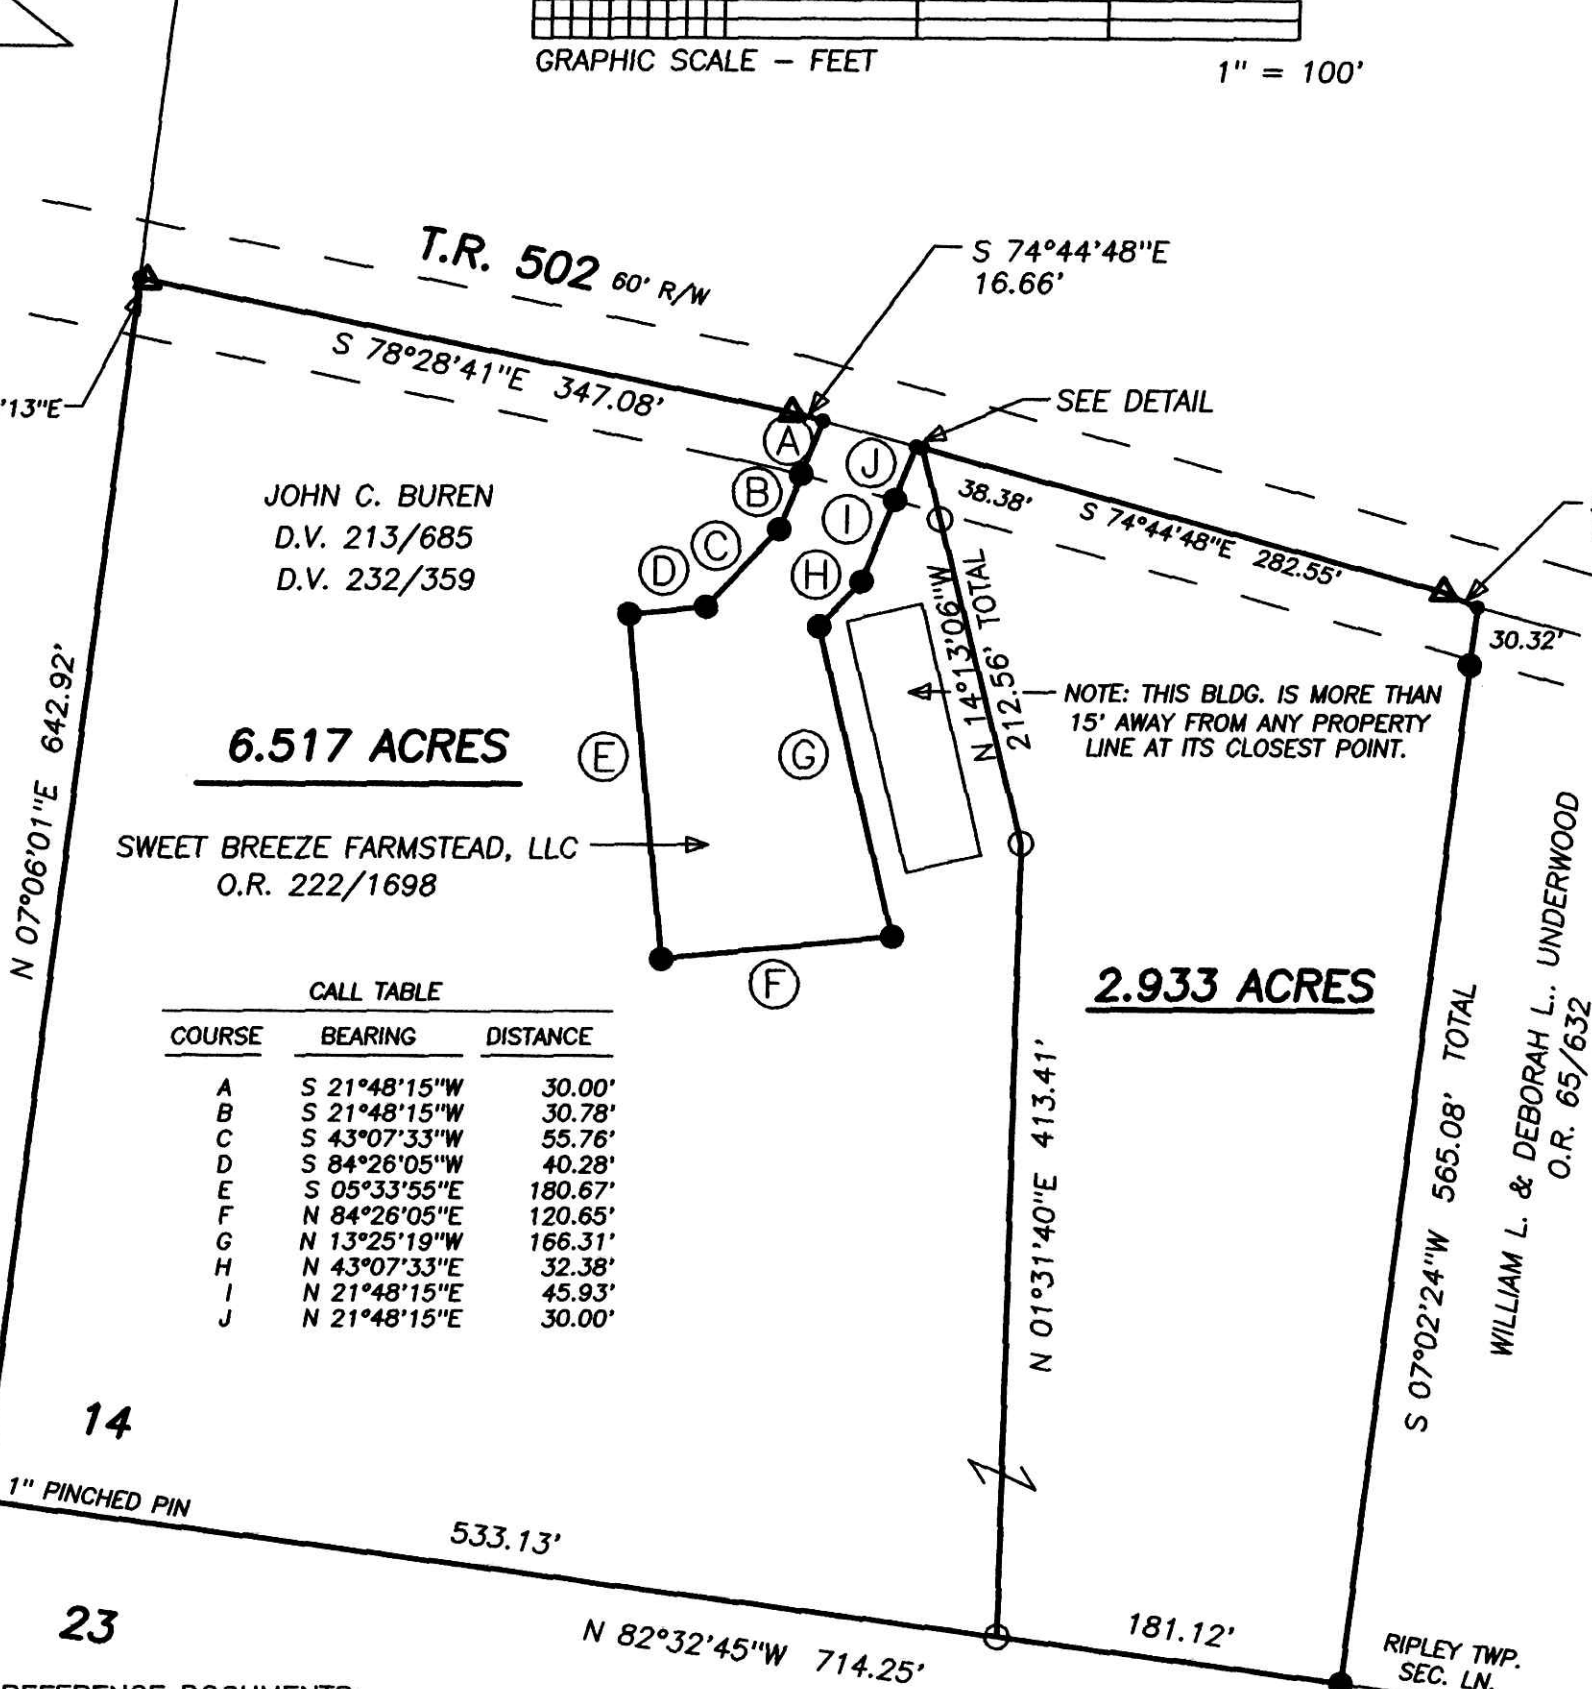 GRAPHIC SCALE - FEET
1" = 100'
T.R. 502 60' R/W
S 74°44'48"E
16.66'
S 78°28'41"E 347.08'
'13"E
SEE DETAIL
A
J
B
I
C
H
D
38.38'
S 74°44'48"E 282.55'
30.32'
JOHN C. BUREN
D.V. 213/685
D.V. 232/359
N 14°13'06"W
212.56' TOTAL
NOTE: THIS BLDG. IS MORE THAN
15' AWAY FROM ANY PROPERTY
LINE AT ITS CLOSEST POINT.
N 07°06'01"E 642.92'
6.517 ACRES
E
G
SWEET BREEZE FARMSTEAD, LLC
O.R. 222/1698
F
2.933 ACRES
WILLIAM L. & DEBORAH L.. UNDERWOOD
O.R. 65/632
S 07°02'24"W 565.08' TOTAL
N 01°31'40"E 413.41'
CALL TABLE
COURSE BEARING DISTANCE
A S 21°48'15"W 30.00'
B S 21°48'15"W 30.78'
C S 43°07'33"W 55.76'
D S 84°26'05"W 40.28'
E S 05°33'55"E 180.67'
F N 84°26'05"E 120.65'
G N 13°25'19"W 166.31'
H N 43°07'33"E 32.38'
I N 21°48'15"E 45.93'
J N 21°48'15"E 30.00'
14
1" PINCHED PIN
533.13'
23
N 82°32'45"W 714.25'
181.12'
RIPLEY TWP.
SEC. LN.
REFERENCE DOCUMENTS